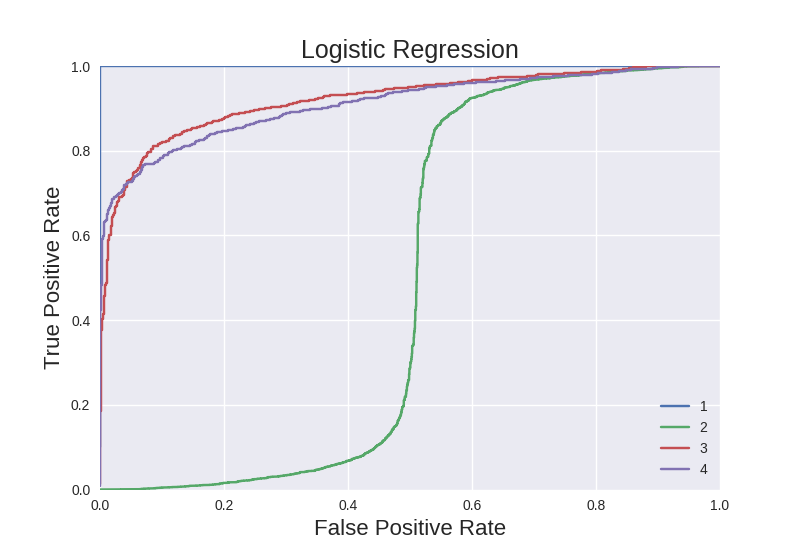 Logistic Regression
True Positive Rate
1.0
0.8
0.6
0.4
0.2
0.0
0.0 0.2 0.4 0.6 0.8 1.0
False Positive Rate
1
2
3
4